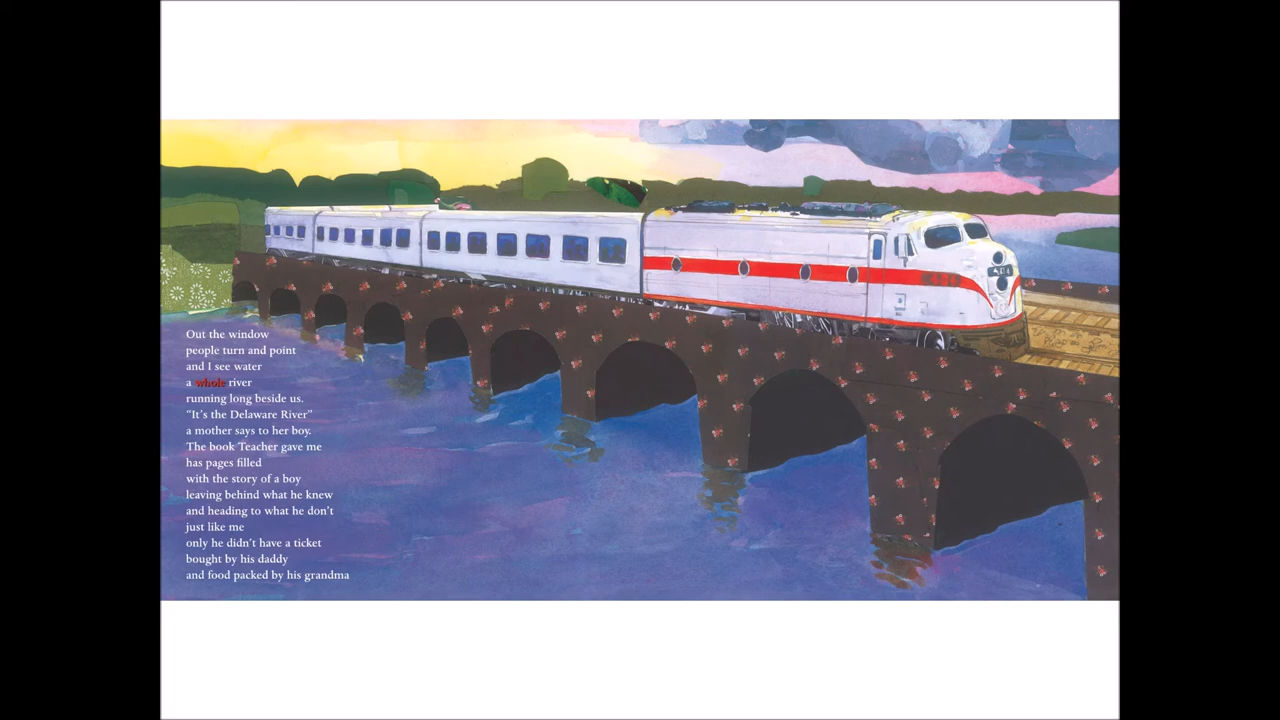 Out the window
people turn and point
and I see water
a whole river
running long beside us.
“It’s the Delaware River”
a mother says to her boy.
The book Teacher gave me
has pages filled
with the story of a boy
leaving behind what he knew
and heading to what he don’t
just like me
only he didn’t have a ticket
bought by his daddy
and food packed by his grandma